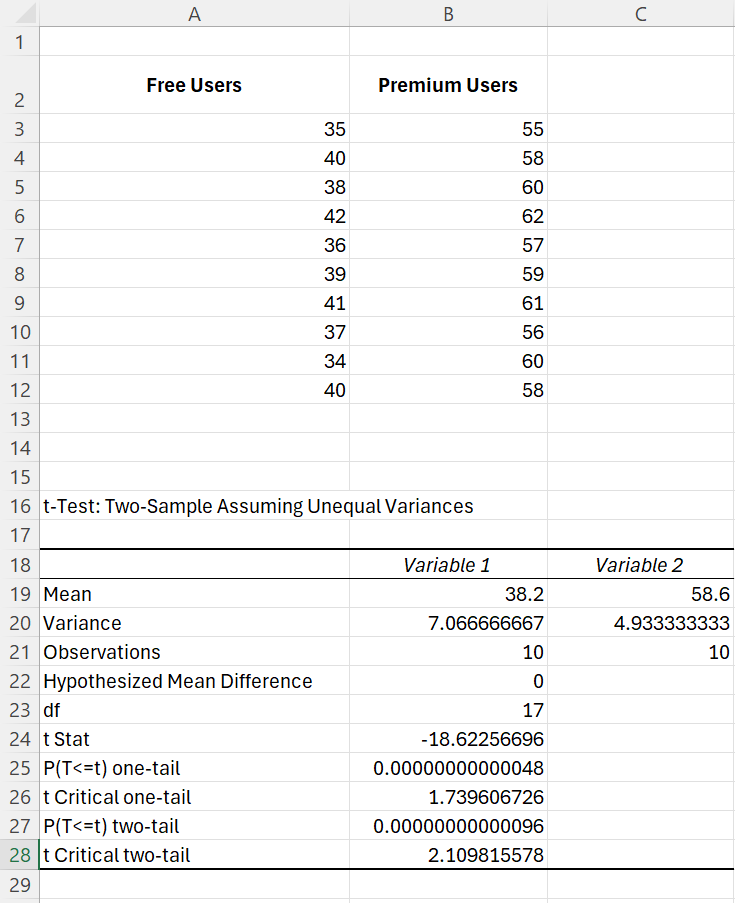 A B C
1
2 Free Users Premium Users
3 35 55
4 40 58
5 38 60
6 42 62
7 36 57
8 39 59
9 41 61
10 37 56
11 34 60
12 40 58
13
14
15
16 t-Test: Two-Sample Assuming Unequal Variances
17
18 Variable 1 Variable 2
19 Mean 38.2 58.6
20 Variance 7.066666667 4.933333333
21 Observations 10 10
22 Hypothesized Mean Difference 0
23 df 17
24 t Stat -18.62256696
25 P(T<=t) one-tail 0.00000000000048
26 t Critical one-tail 1.739606726
27 P(T<=t) two-tail 0.00000000000096
28 t Critical two-tail 2.109815578
29